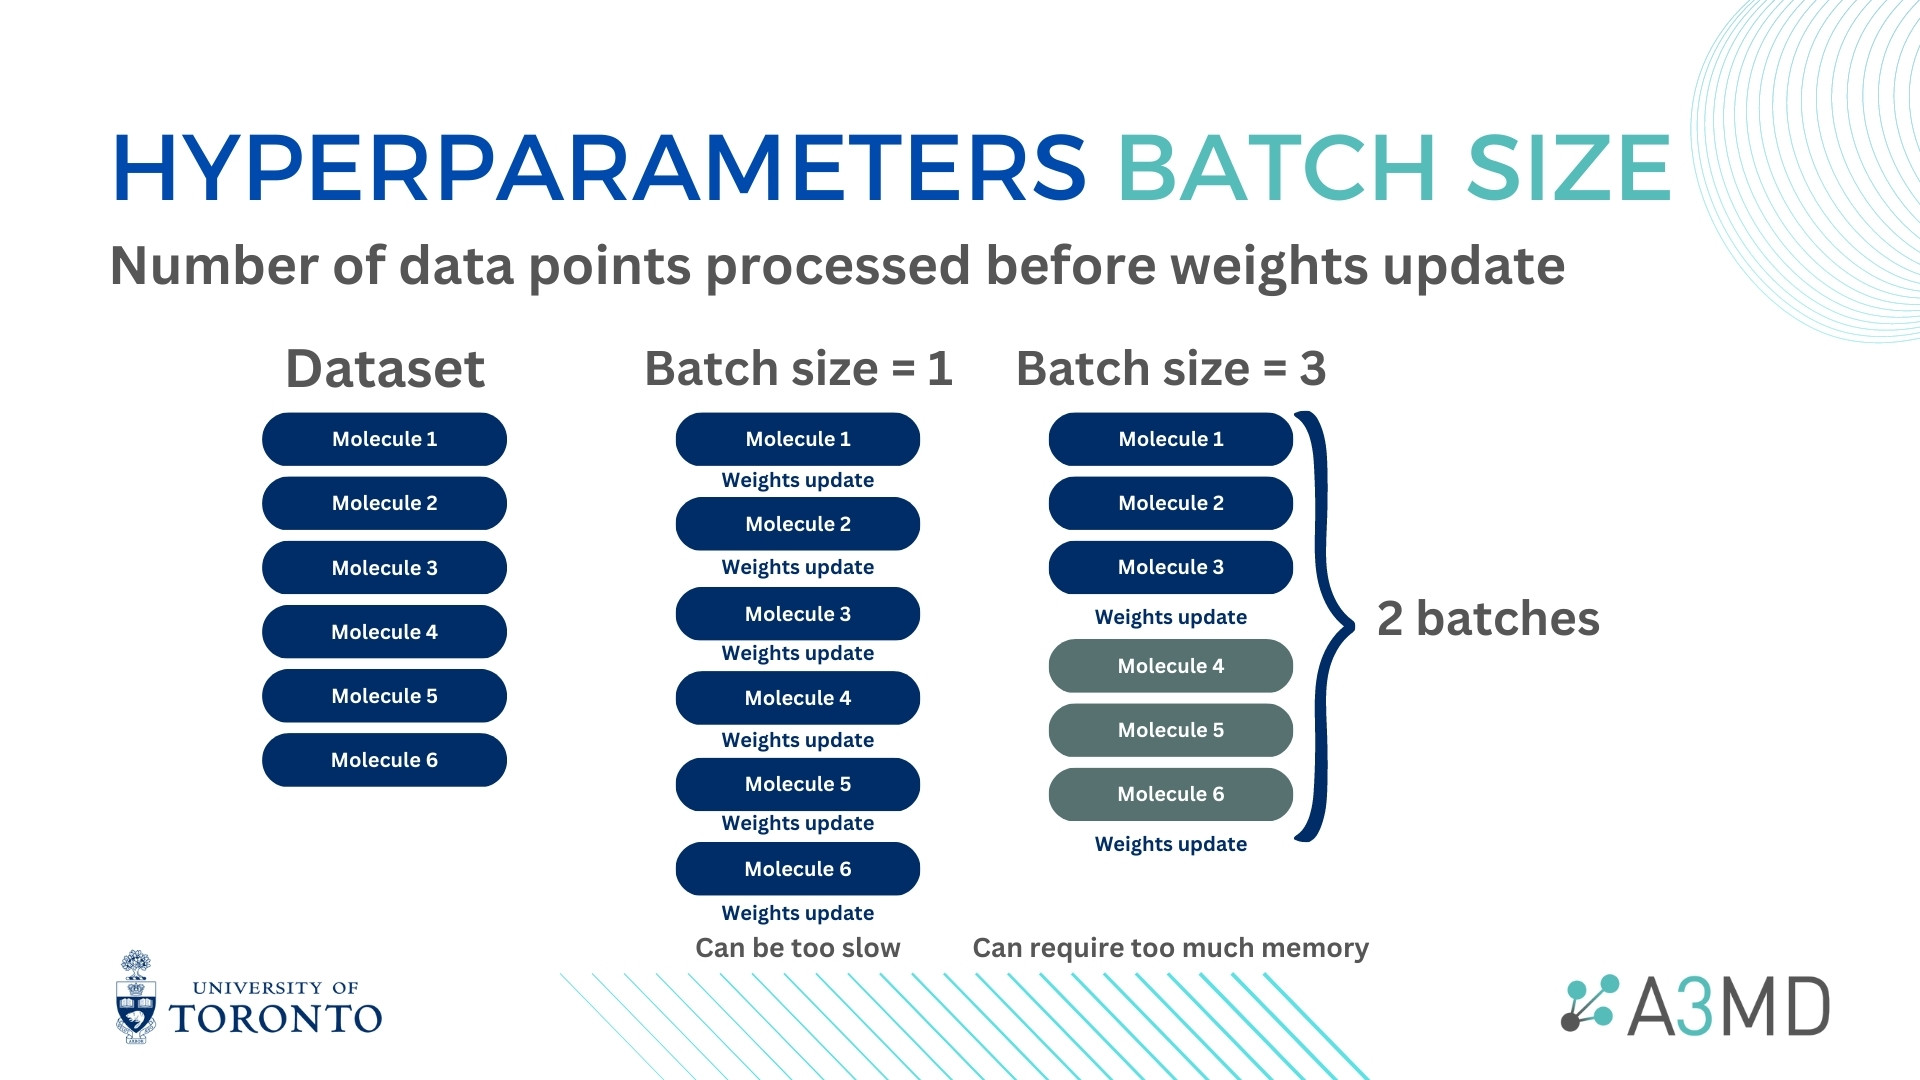 HYPERPARAMETERS BATCH SIZE
Number of data points processed before weights update
Dataset
Molecule 1
Molecule 2
Molecule 3
Molecule 4
Molecule 5
Molecule 6
Batch size = 1
Molecule 1
Weights update
Molecule 2
Weights update
Molecule 3
Weights update
Molecule 4
Weights update
Molecule 5
Weights update
Molecule 6
Weights update
Can be too slow
Batch size = 3
Molecule 1
Molecule 2
Molecule 3
Weights update
Molecule 4
Molecule 5
Molecule 6
Weights update
Can require too much memory
2 batches
UNIVERSITY OF
TORONTO
A3MD